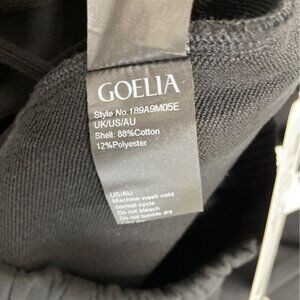 GOELIA
Style No.:189A9M05E
UK/US/AU
Shell: 88%Cotton
12%Polyester
US/AU
Machine wash cold
normal cycle
Do not bleach
Do not tumble dry